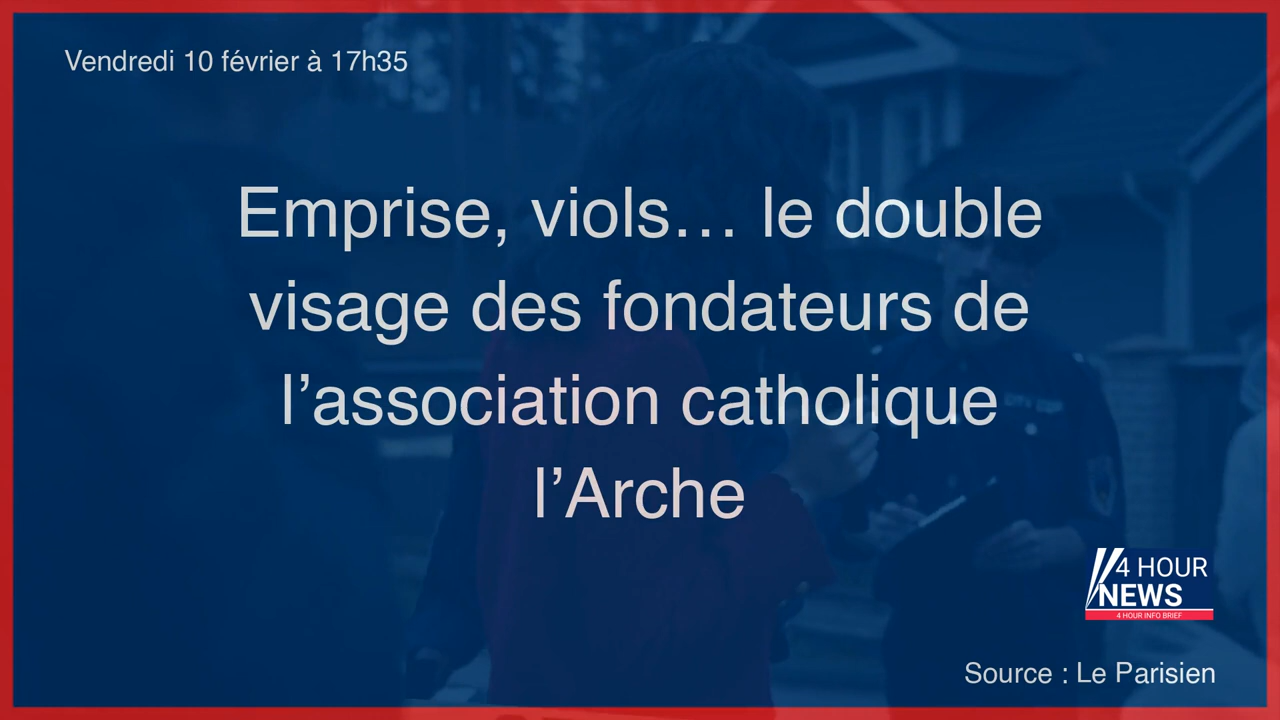 Vendredi 10 février à 17h35
Emprise, viols… le double
visage des fondateurs de
l’association catholique
l’Arche
4 HOUR
NEWS
4 HOUR INFO BRIEF
Source : Le Parisien